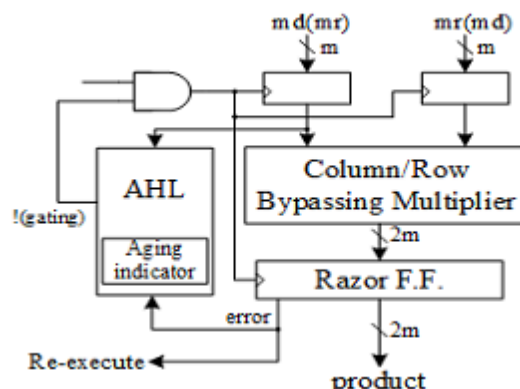 md(mr)
mr(md)
m
m
AHL
Column/Row
Bypassing Multiplier
!(gating)
Aging
indicator
2m
Razor F.F.
error
2m
Re-execute
product